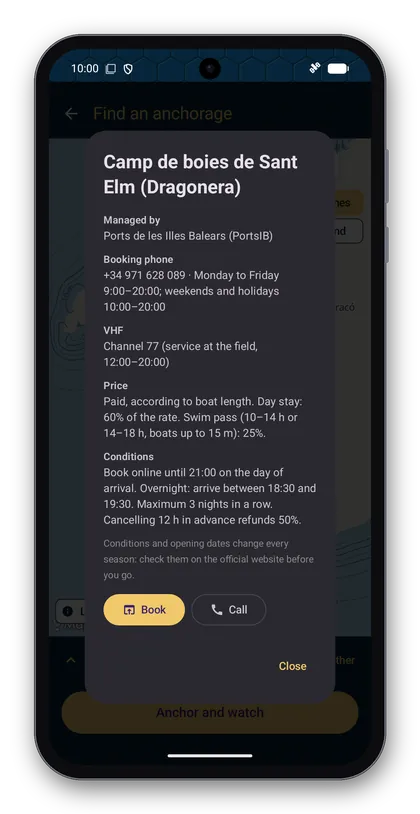 10:00
Find an anchorage
Camp de boies de Sant
Elm (Dragonera)
Managed by
Ports de les Illes Balears (PortsIB)
Booking phone
+34 971 628 089 · Monday to Friday
9:00–20:00; weekends and holidays
10:00–20:00
VHF
Channel 77 (service at the field,
12:00–20:00)
Price
Paid, according to boat length. Day stay:
60% of the rate. Swim pass (10–14 h or
14–18 h, boats up to 15 m): 25%.
Conditions
Book online until 21:00 on the day of
arrival. Overnight: arrive between 18:30 and
19:30. Maximum 3 nights in a row.
Cancelling 12 h in advance refunds 50%.
Conditions and opening dates change every
season: check them on the official website before
you go.
Book
Call
Close
Anchor and watch